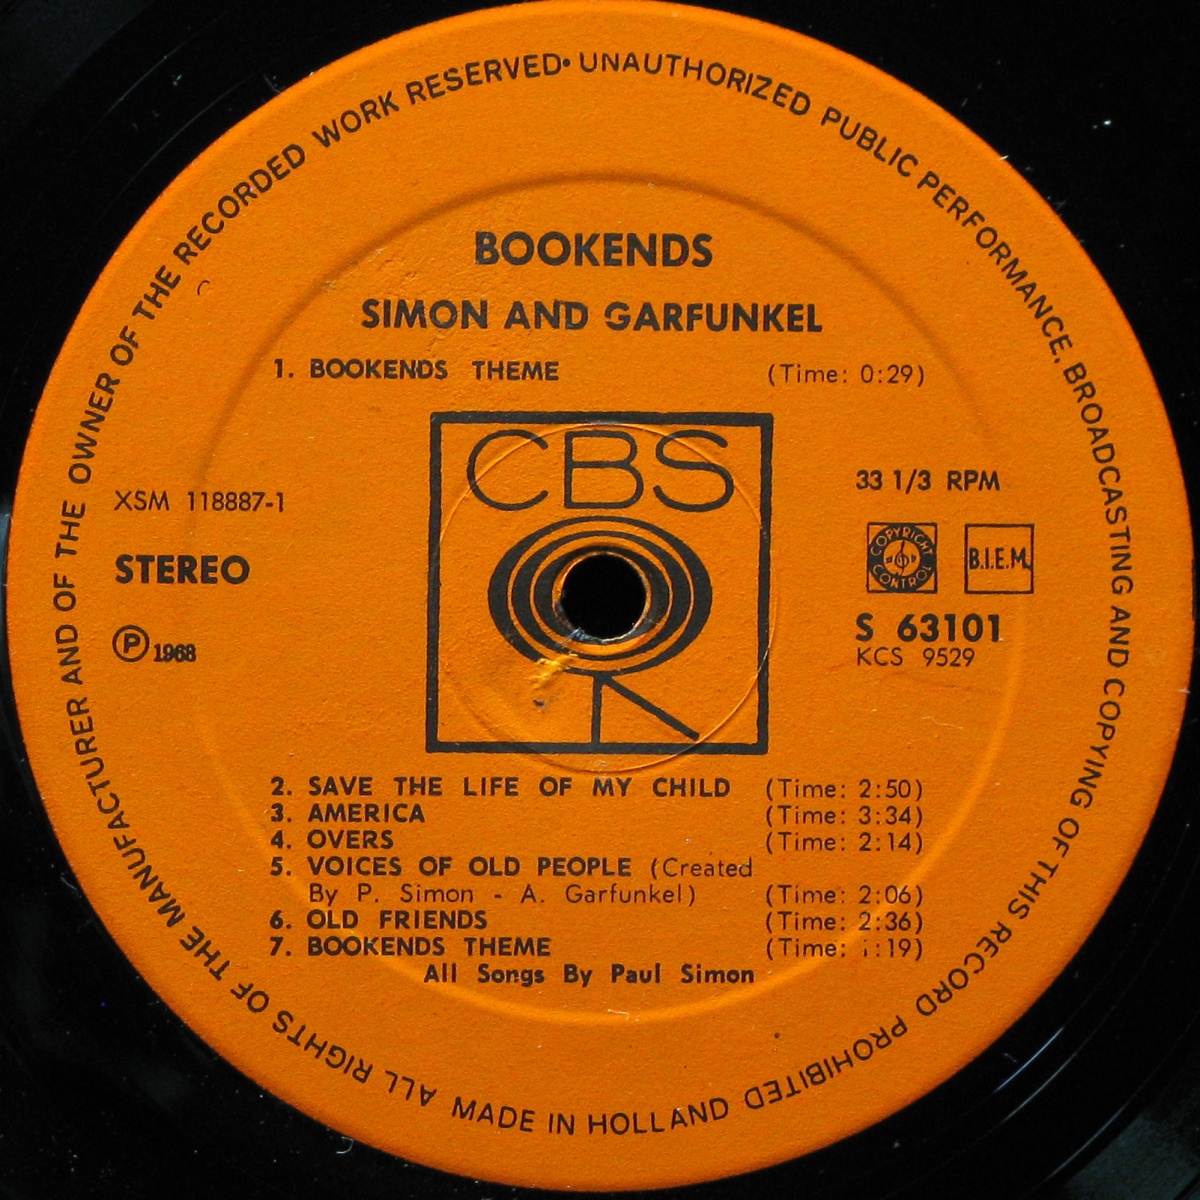 ALL RIGHTS OF THE MANUFACTURER AND OF THE OWNER OF THE RECORDED WORK RESERVED• UNAUTHORIZED PUBLIC PERFORMANCE, BROADCASTING AND COPYING OF THIS RECORD PROHIBITED
BOOKENDS
SIMON AND GARFUNKEL
1. BOOKENDS THEME (Time: 0:29)
CBS
XSM 118887-1
33 1/3 RPM
STEREO
COPYRIGHT CONTROL
B.I.E.M.
Ⓟ 1968
S 63101
KCS 9529
2. SAVE THE LIFE OF MY CHILD (Time: 2:50)
3. AMERICA (Time: 3:34)
4. OVERS (Time: 2:14)
5. VOICES OF OLD PEOPLE (Created
By P. Simon - A. Garfunkel) (Time: 2:06)
6. OLD FRIENDS (Time: 2:36)
7. BOOKENDS THEME (Time: 1:19)
All Songs By Paul Simon
MADE IN HOLLAND